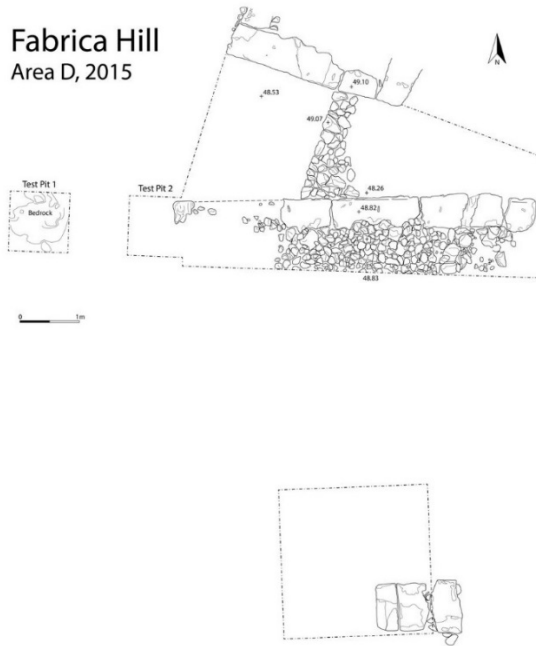 Fabrica Hill
Area D, 2015
N
49.10
48.53
49.07
Test Pit 1
Test Pit 2
48.26
Bedrock
48.82
48.83
0 1m